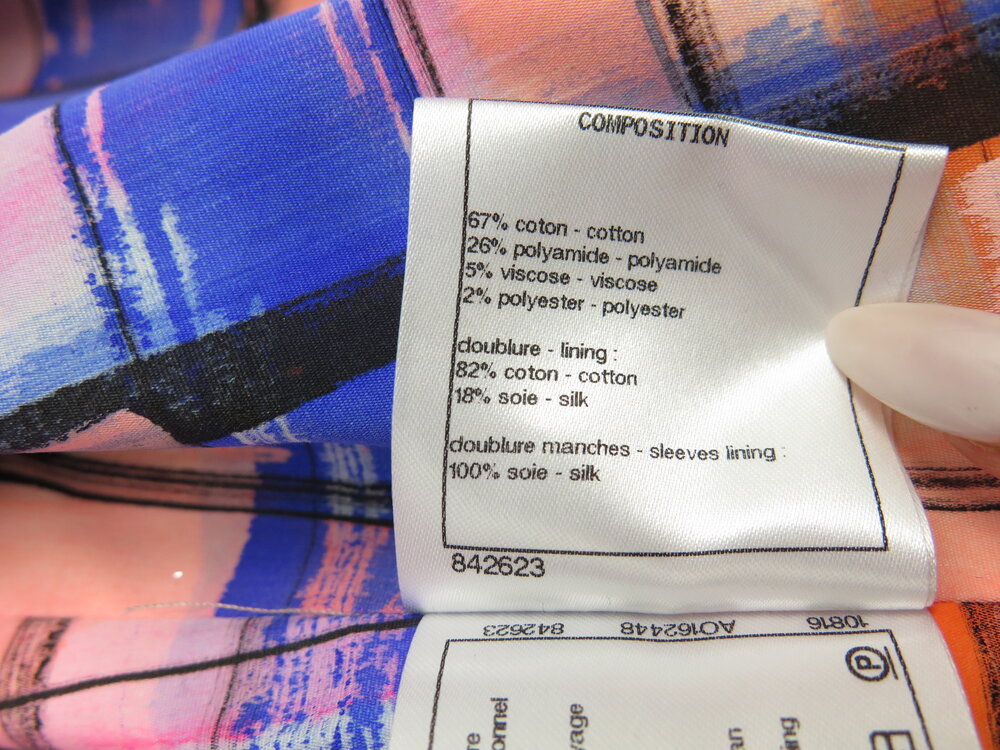 COMPOSITION
67% coton - cotton
26% polyamide - polyamide
5% viscose - viscose
2% polyester - polyester
doublure - lining :
82% coton - cotton
18% soie - silk
doublure manches - sleeves lining :
100% soie - silk
842623
10816 AO162448 842623
P